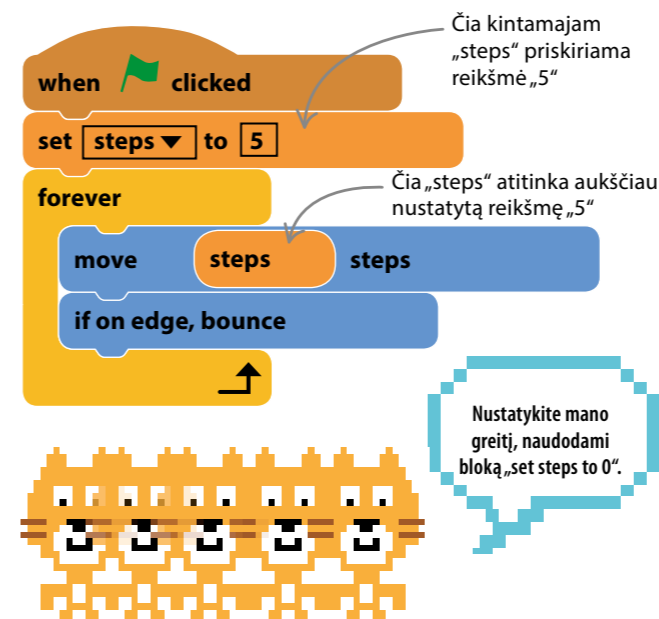 Čia kintamajam
„steps“ priskiriama
reikšmė „5“
when clicked
set steps to 5
Čia „steps“ atitinka aukščiau
nustatytą reikšmę „5“
forever
move steps steps
if on edge, bounce
Nustatykite mano
greitį, naudodami
bloką „set steps to 0“.